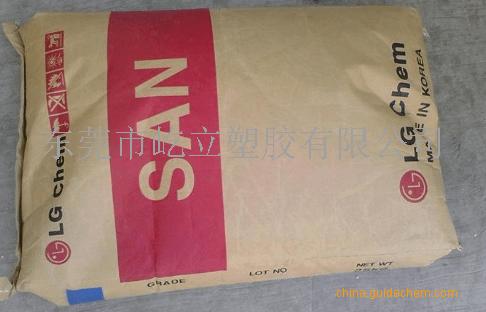 LG Chem
SAN
LG Chem
MADE IN KOREA
GRADE
LOT NO
NET WT
25KG
东莞市屹立塑胶有限公司
china.guidechem.com